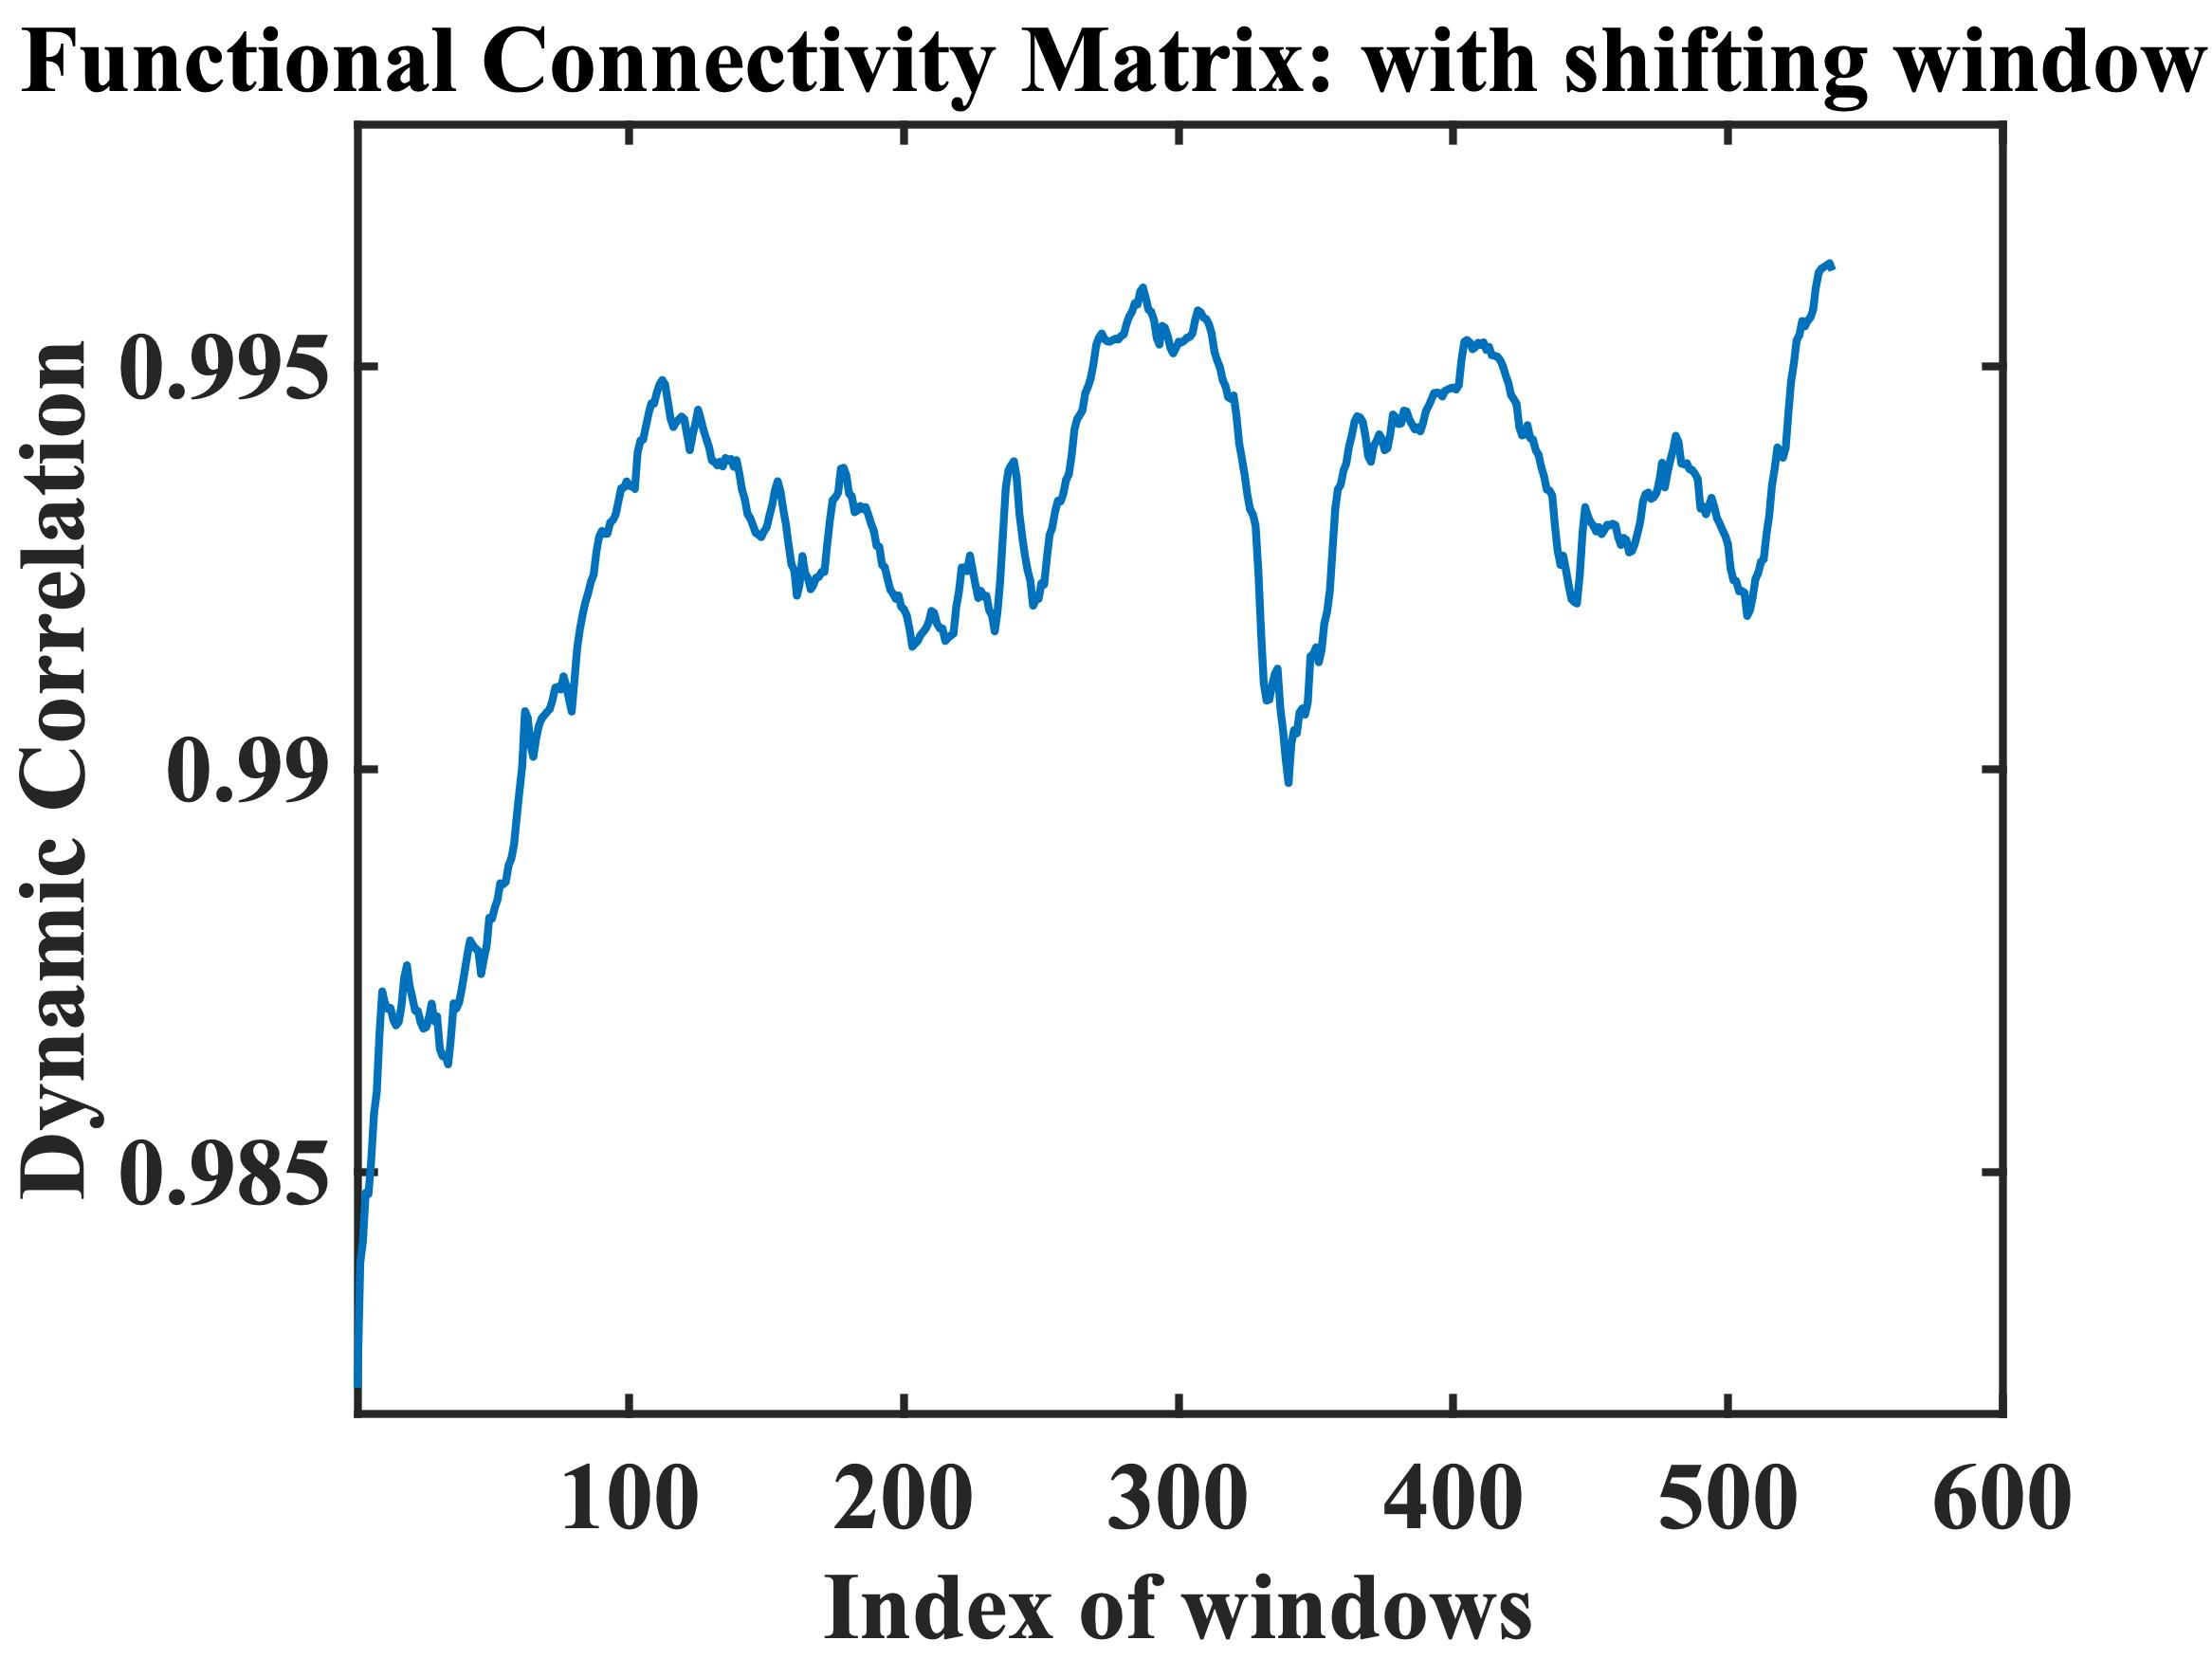 Functional Connectivity Matrix: with shifting window
Dynamic Correlation
0.995
0.99
0.985
100 200 300 400 500 600
Index of windows